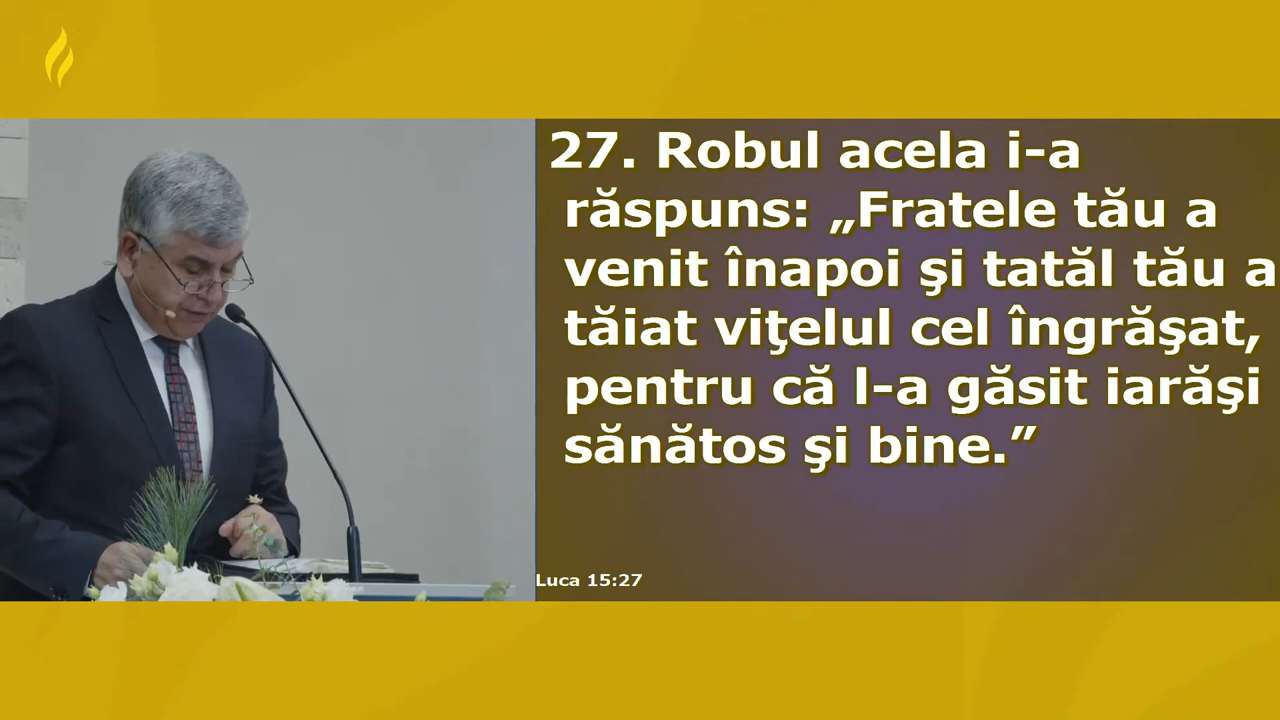 27. Robul acela i-a
răspuns: „Fratele tău a
venit înapoi şi tatăl tău a
tăiat viţelul cel îngrăşat,
pentru că l-a găsit iarăşi
sănătos şi bine.”
Luca 15:27